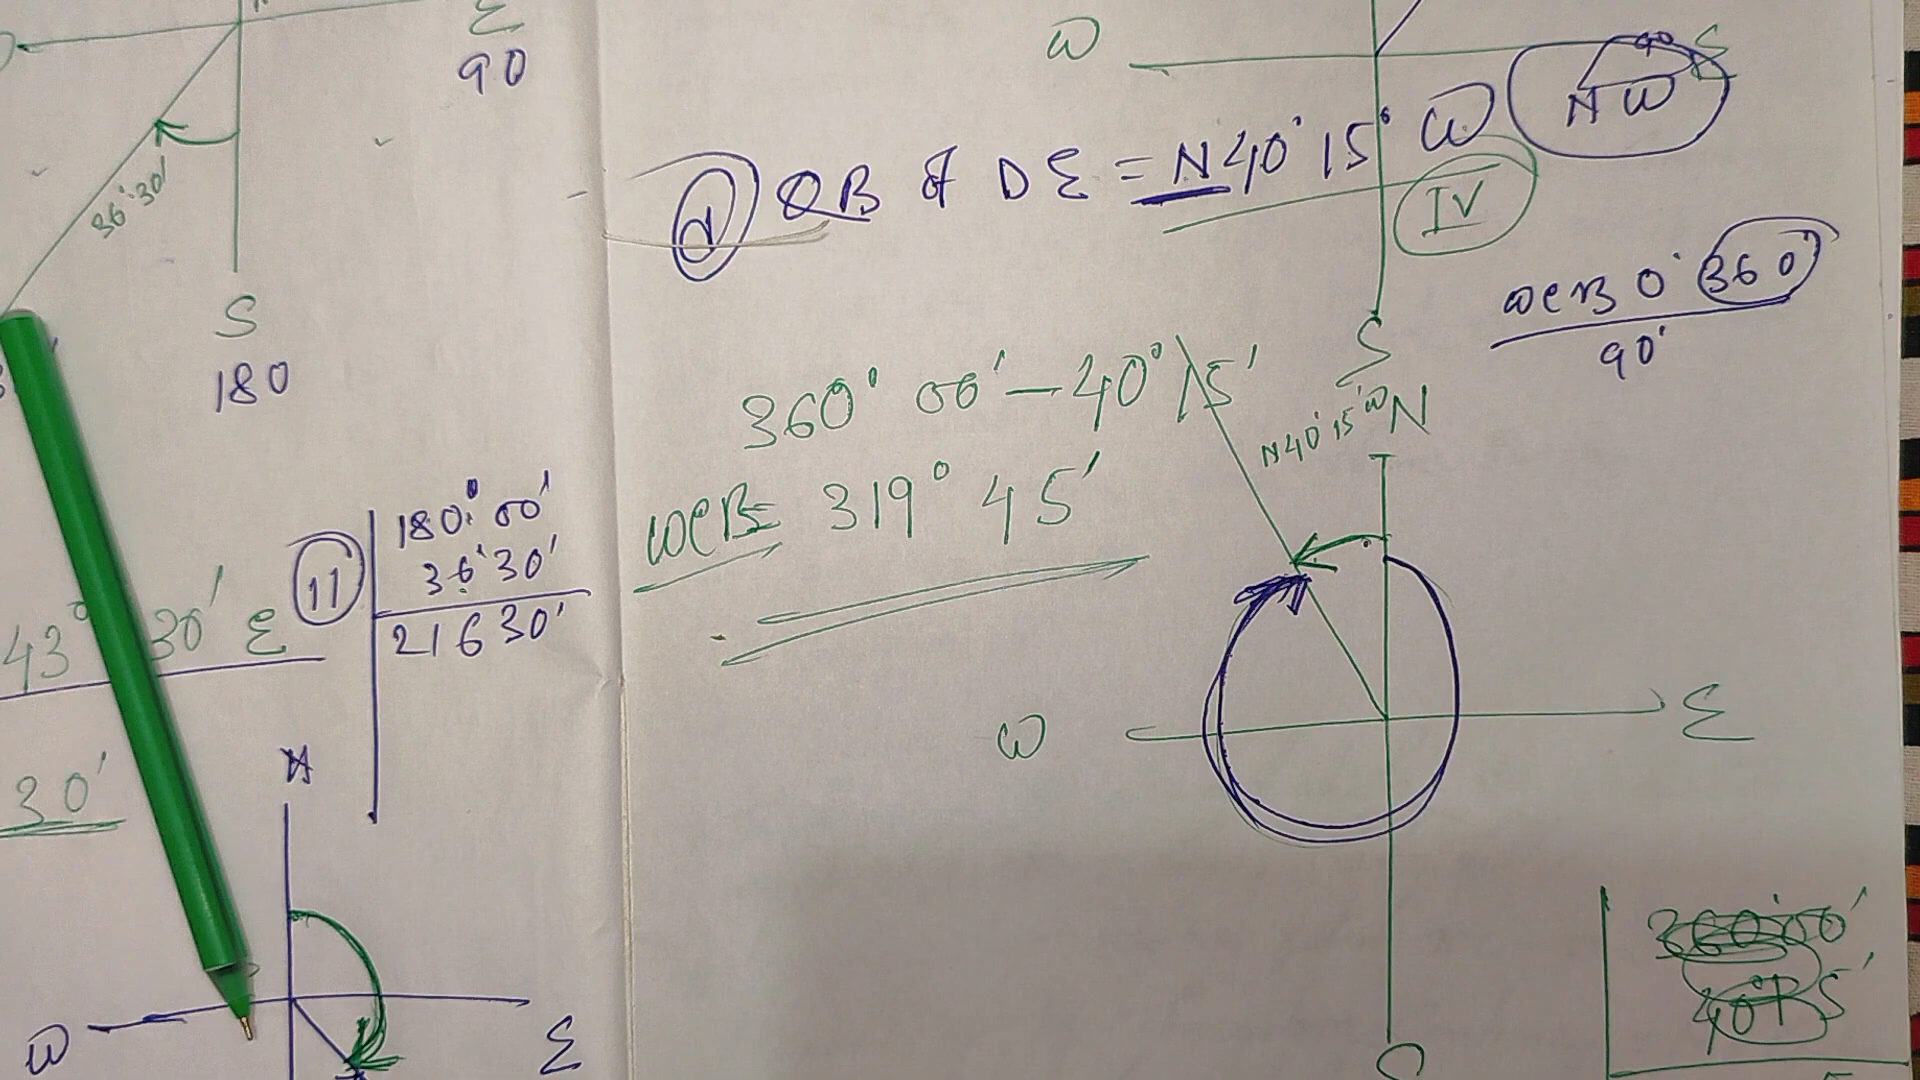 E
90
36°30'
S
180
43° 30' E
30'
11
180° 00'
36°30'
216 30'
N
W
E
W
NW
d QB of DE = N40° 15° W
IV
WCB 0° 360
90°
S
360° 00' - 40° 15'
WCB = 319° 45'
N40° 15° W
N
W
E
S
360° 00'
40° 15'